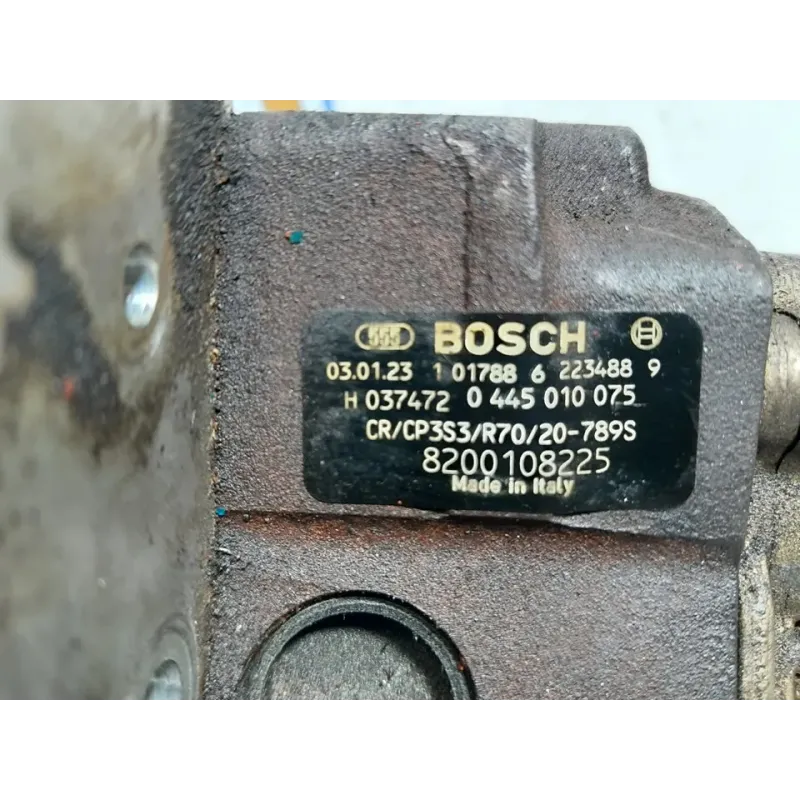 555 BOSCH
03.01.23 1 01788 6 223488 9
H 037472 0 445 010 075
CR/CP3S3/R70/20-789S
8200108225
Made in Italy